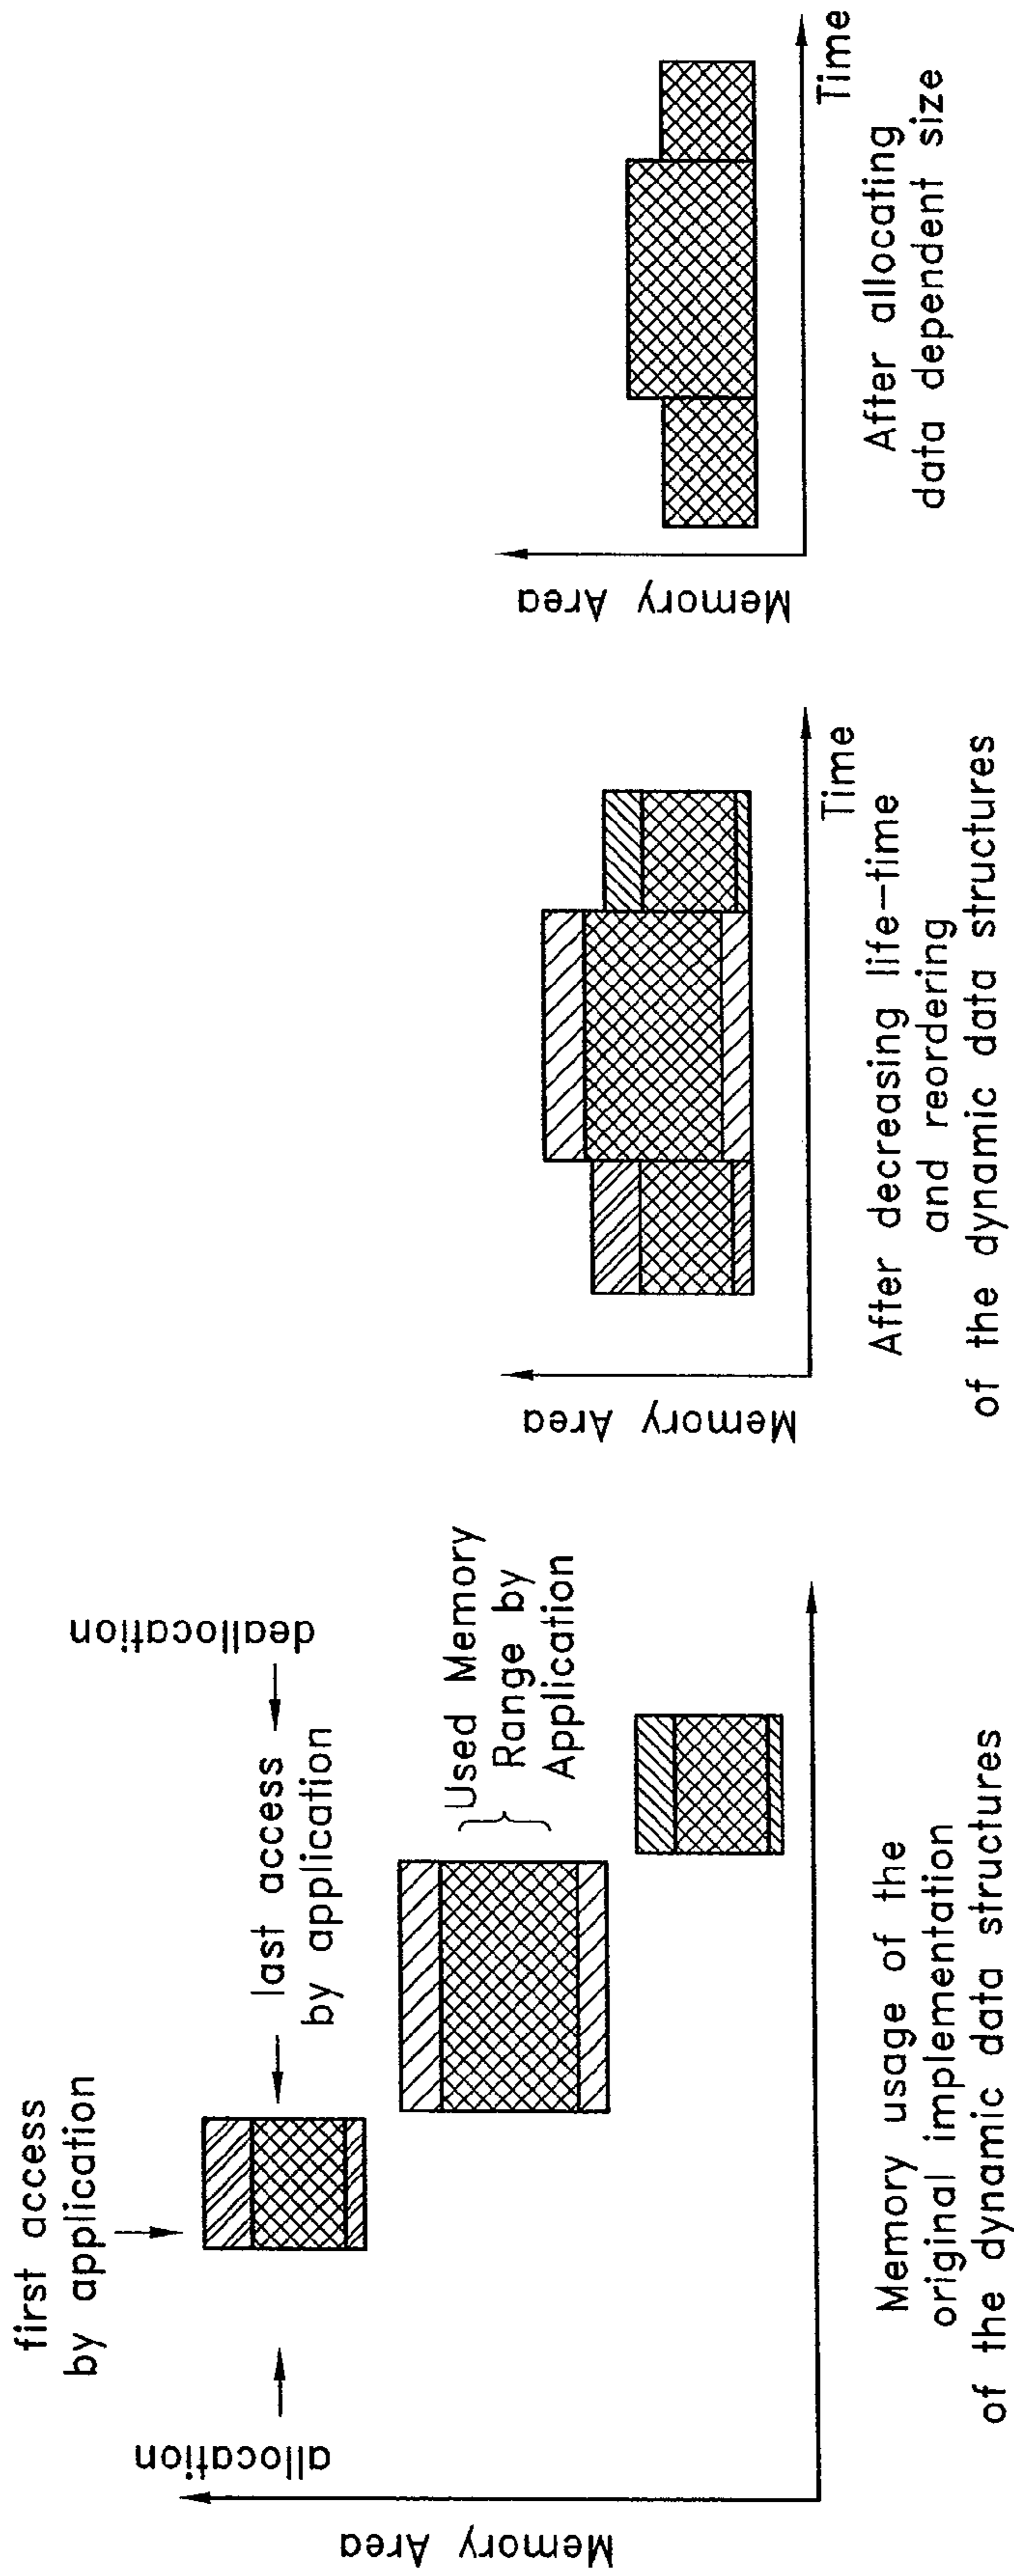 first access
by application
allocation
last access
by application
deallocation
Used Memory
Range by
Application
Memory Area
Memory usage of the
original implementation
of the dynamic data structures
Memory Area
Time
After decreasing life-time
and reordering
of the dynamic data structures
Memory Area
Time
After allocating
data dependent size